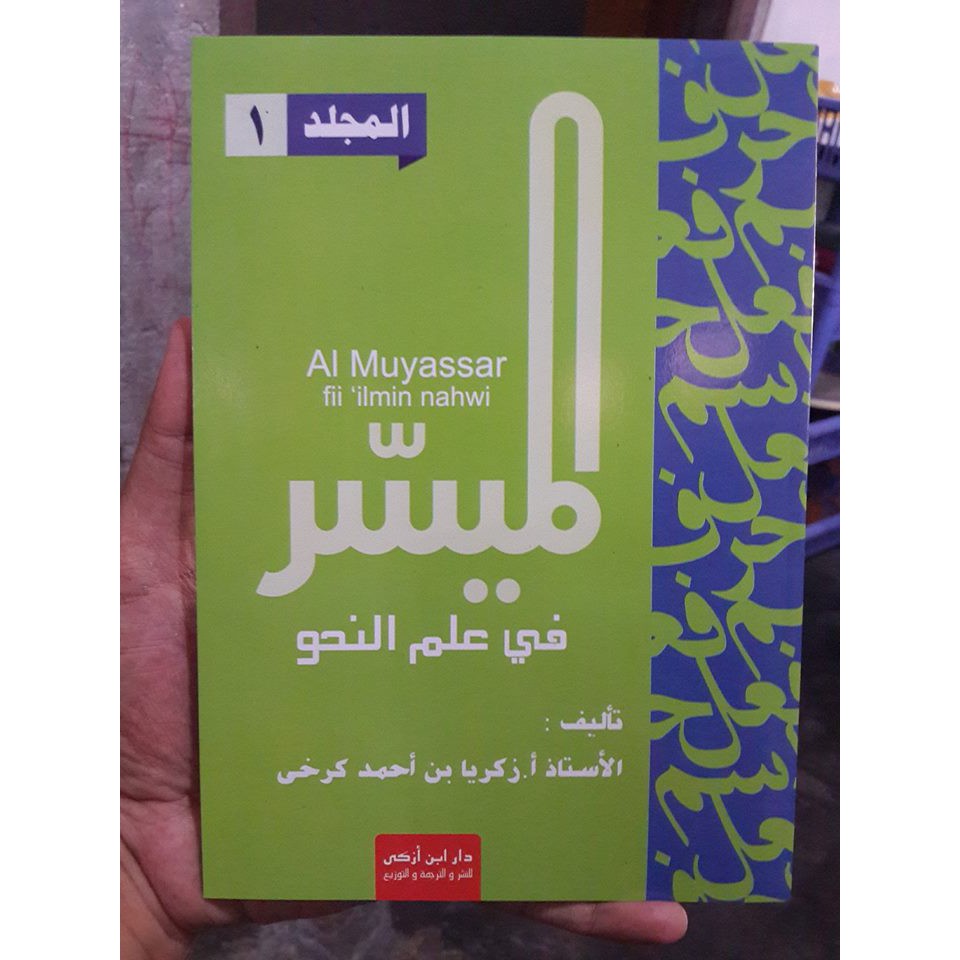 المجلد ١
Al Muyassar
fii ‘ilmin nahwi
الميسّر
في علم النحو
تأليف :
الأستاذ أ.زكريا بن أحمد كرخى
دار ابن أزكى
للنشر و الترجمة و التوزيع